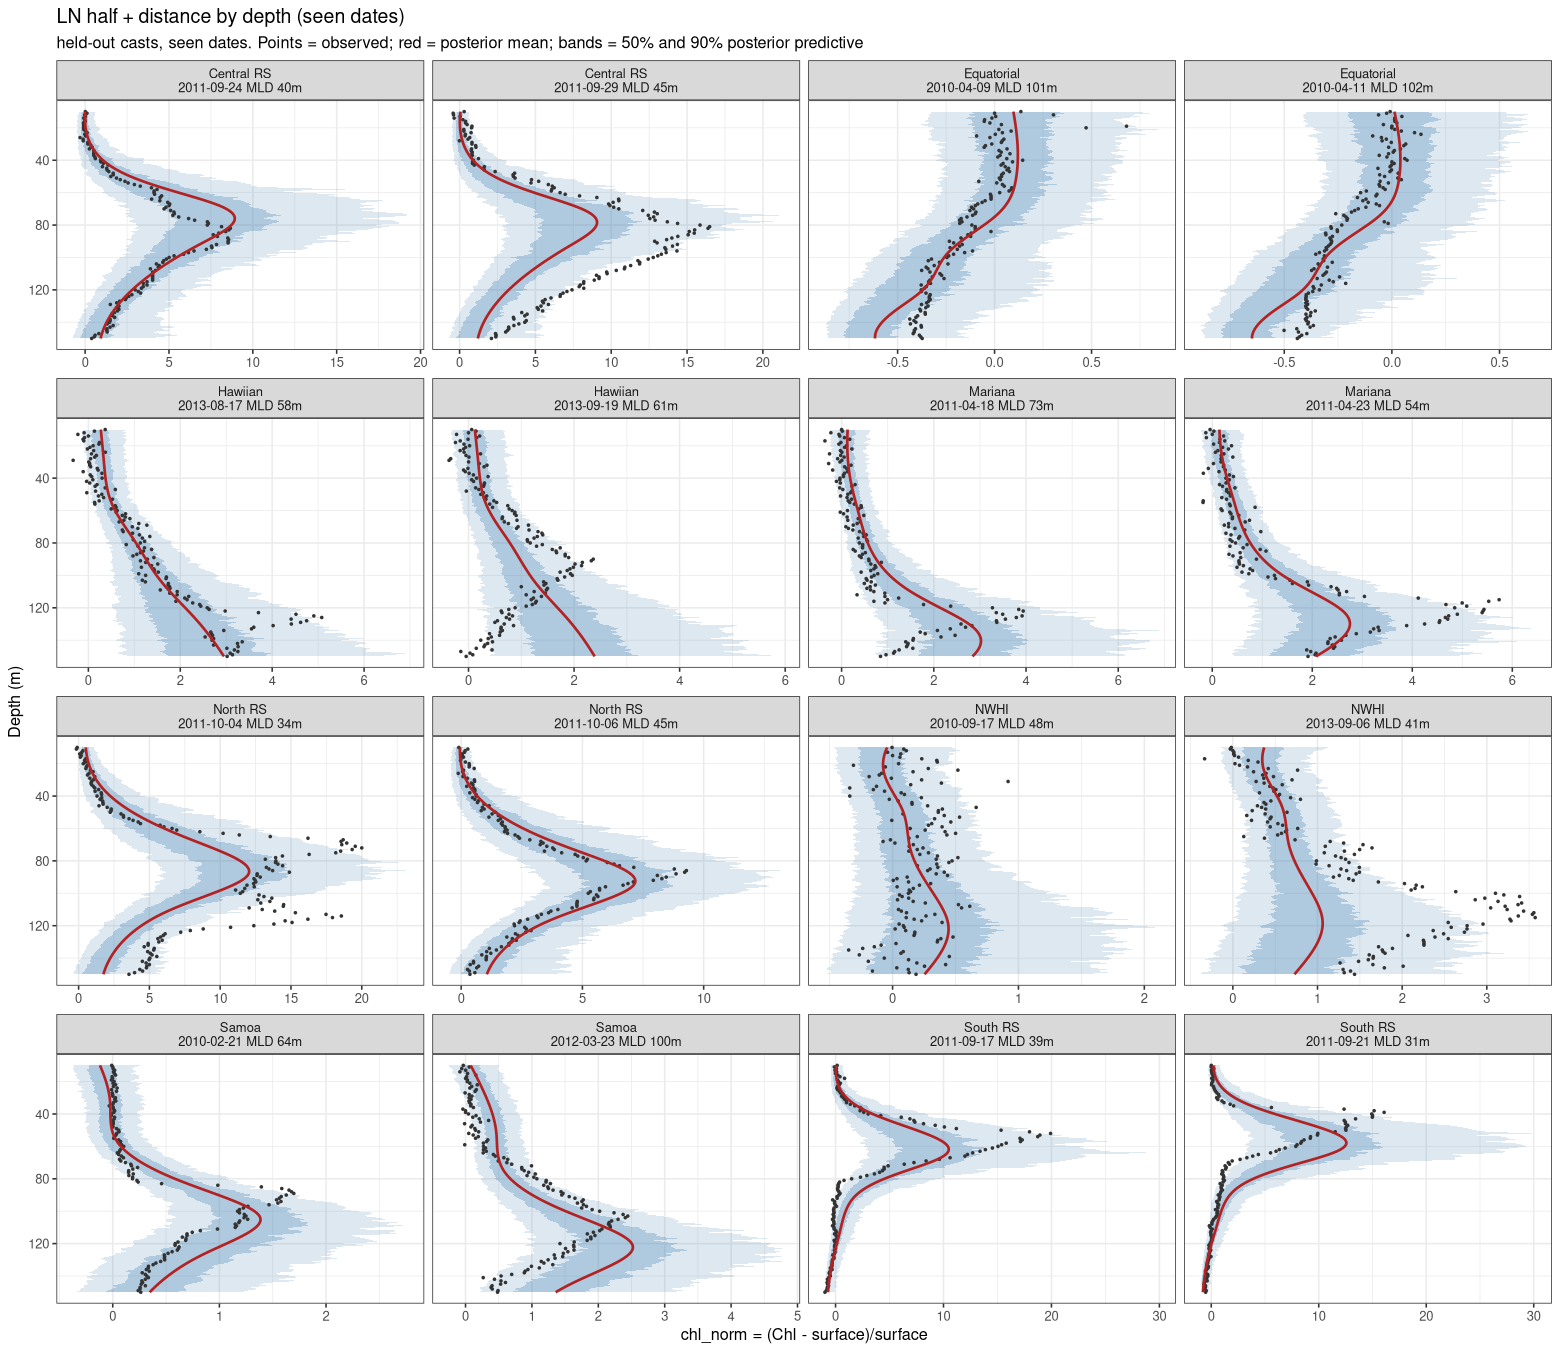 LN half + distance by depth (seen dates)
held-out casts, seen dates. Points = observed; red = posterior mean; bands = 50% and 90% posterior predictive
Central RS
2011-09-24 MLD 40m
Central RS
2011-09-29 MLD 45m
Equatorial
2010-04-09 MLD 101m
Equatorial
2010-04-11 MLD 102m
40
80
120
0 5 10 15 20
0 5 10 15 20
-0.5 0.0 0.5
-0.5 0.0 0.5
Hawiian
2013-08-17 MLD 58m
Hawiian
2013-09-19 MLD 61m
Mariana
2011-04-18 MLD 73m
Mariana
2011-04-23 MLD 54m
40
80
120
0 2 4 6
0 2 4 6
0 2 4 6
0 2 4 6
Depth (m)
North RS
2011-10-04 MLD 34m
North RS
2011-10-06 MLD 45m
NWHI
2010-09-17 MLD 48m
NWHI
2013-09-06 MLD 41m
40
80
120
0 5 10 15 20
0 5 10
0 1 2
0 1 2 3
Samoa
2010-02-21 MLD 64m
Samoa
2012-03-23 MLD 100m
South RS
2011-09-17 MLD 39m
South RS
2011-09-21 MLD 31m
40
80
120
0 1 2
0 1 2 3 4 5
0 10 20 30
0 10 20 30
chl_norm = (Chl - surface)/surface